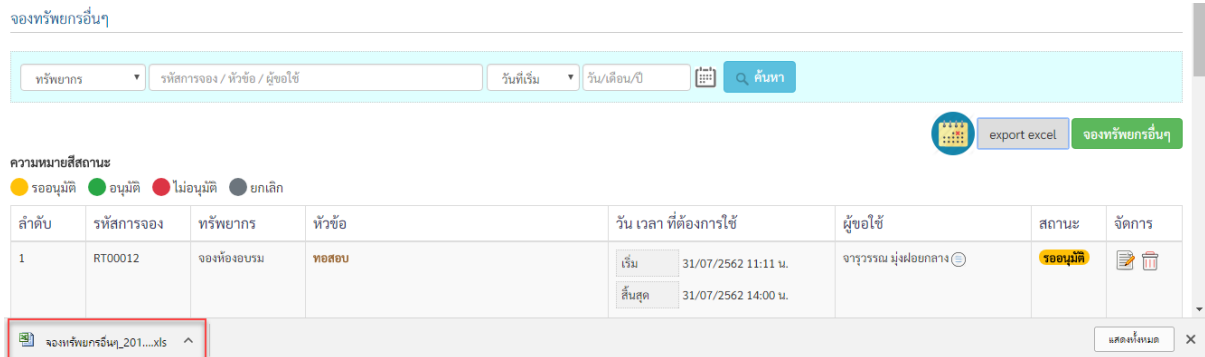 จองทรัพยากรอื่นๆ
ทรัพยากร รหัสการจอง / หัวข้อ / ผู้ขอใช้ วันที่เริ่ม วัน/เดือน/ปี ค้นหา
export excel จองทรัพยากรอื่นๆ
ความหมายสีสถานะ
รออนุมัติ อนุมัติ ไม่อนุมัติ ยกเลิก
ลำดับ รหัสการจอง ทรัพยากร หัวข้อ วัน เวลา ที่ต้องการใช้ ผู้ขอใช้ สถานะ จัดการ
1 RT00012 จองห้องอบรม ทอสอบ เริ่ม 31/07/2562 11:11 น. จารุวรรณ มุ่งฝอยกลาง รออนุมัติ
สิ้นสุด 31/07/2562 14:00 น.
จองทรัพยากรอื่นๆ_201....xls แสดงทั้งหมด